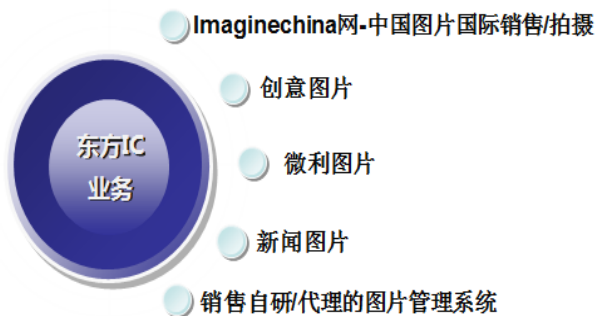 Imaginechina网-中国图片国际销售/拍摄
创意图片
东方IC
业务
微利图片
新闻图片
销售自研/代理的图片管理系统